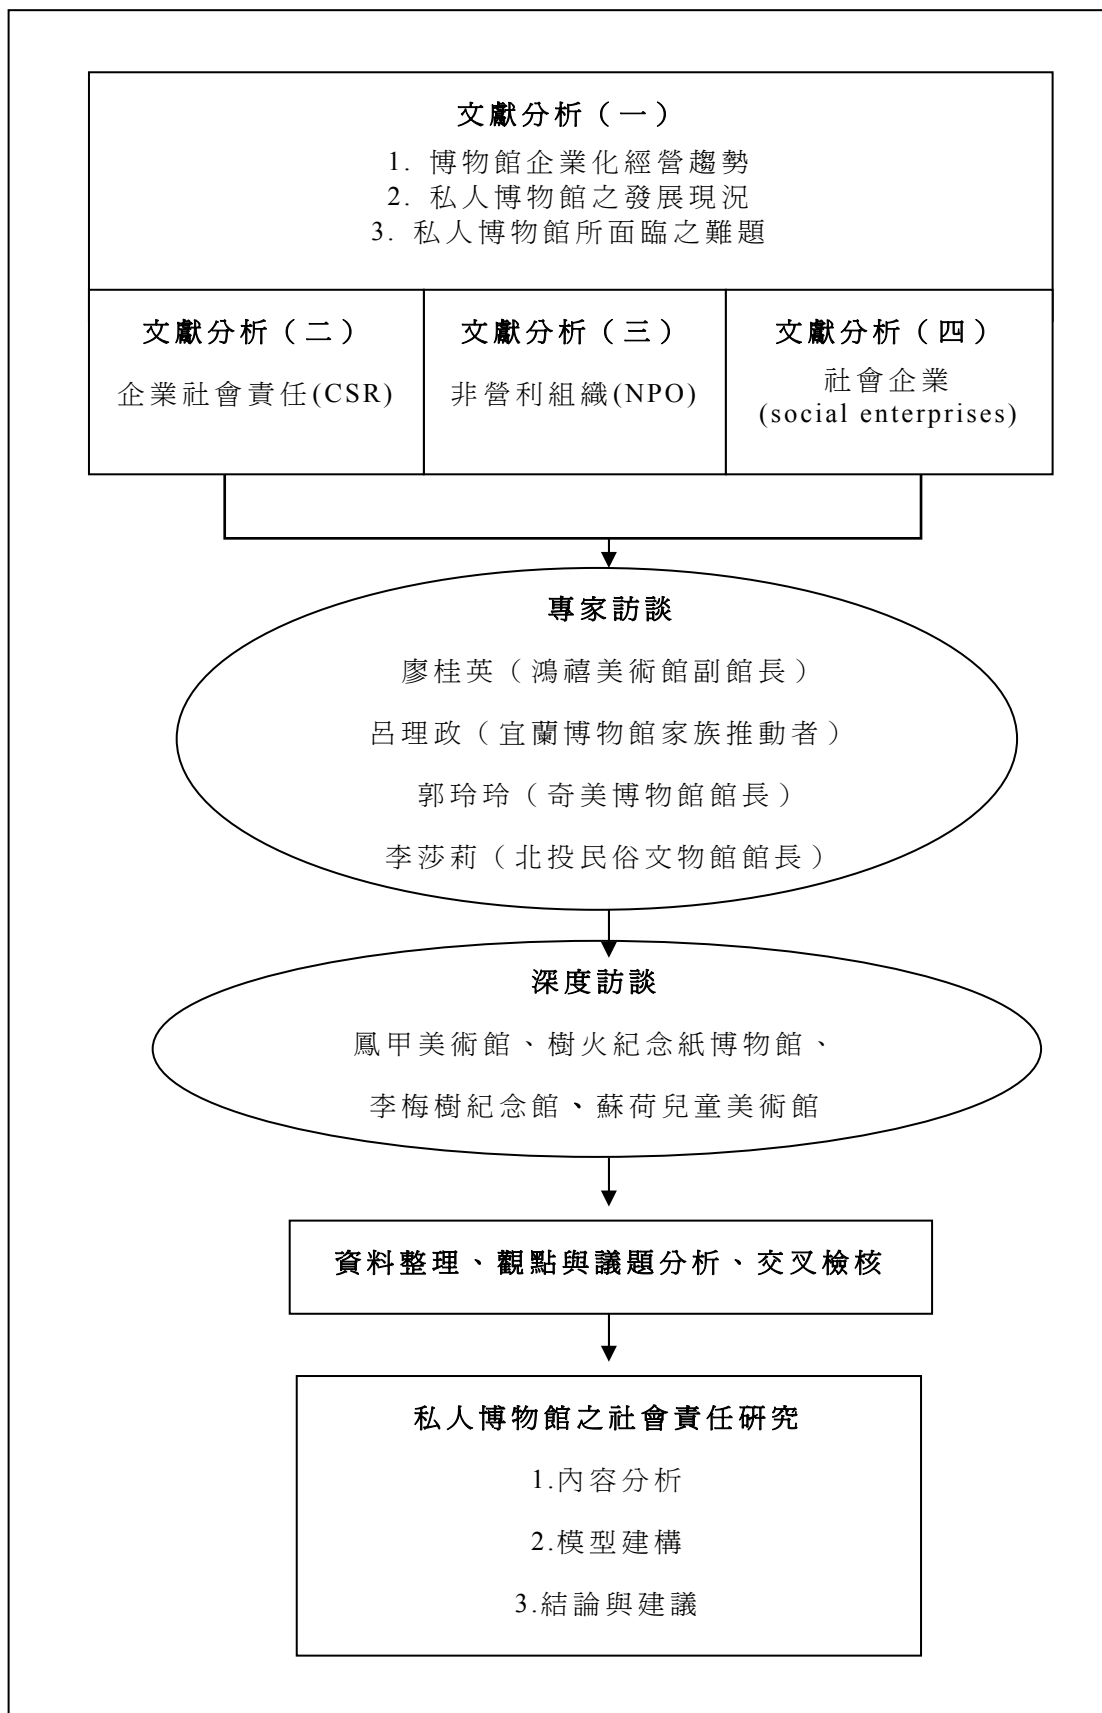 文獻分析（一）
1. 博物館企業化經營趨勢
2. 私人博物館之發展現況
3. 私人博物館所面臨之難題
文獻分析（二）
企業社會責任(CSR)
文獻分析（三）
非營利組織(NPO)
文獻分析（四）
社會企業
(social enterprises)
專家訪談
廖桂英（鴻禧美術館副館長）
呂理政（宜蘭博物館家族推動者）
郭玲玲（奇美博物館館長）
李莎莉（北投民俗文物館館長）
深度訪談
鳳甲美術館、樹火紀念紙博物館、
李梅樹紀念館、蘇荷兒童美術館
資料整理、觀點與議題分析、交叉檢核
私人博物館之社會責任研究
1.內容分析
2.模型建構
3.結論與建議